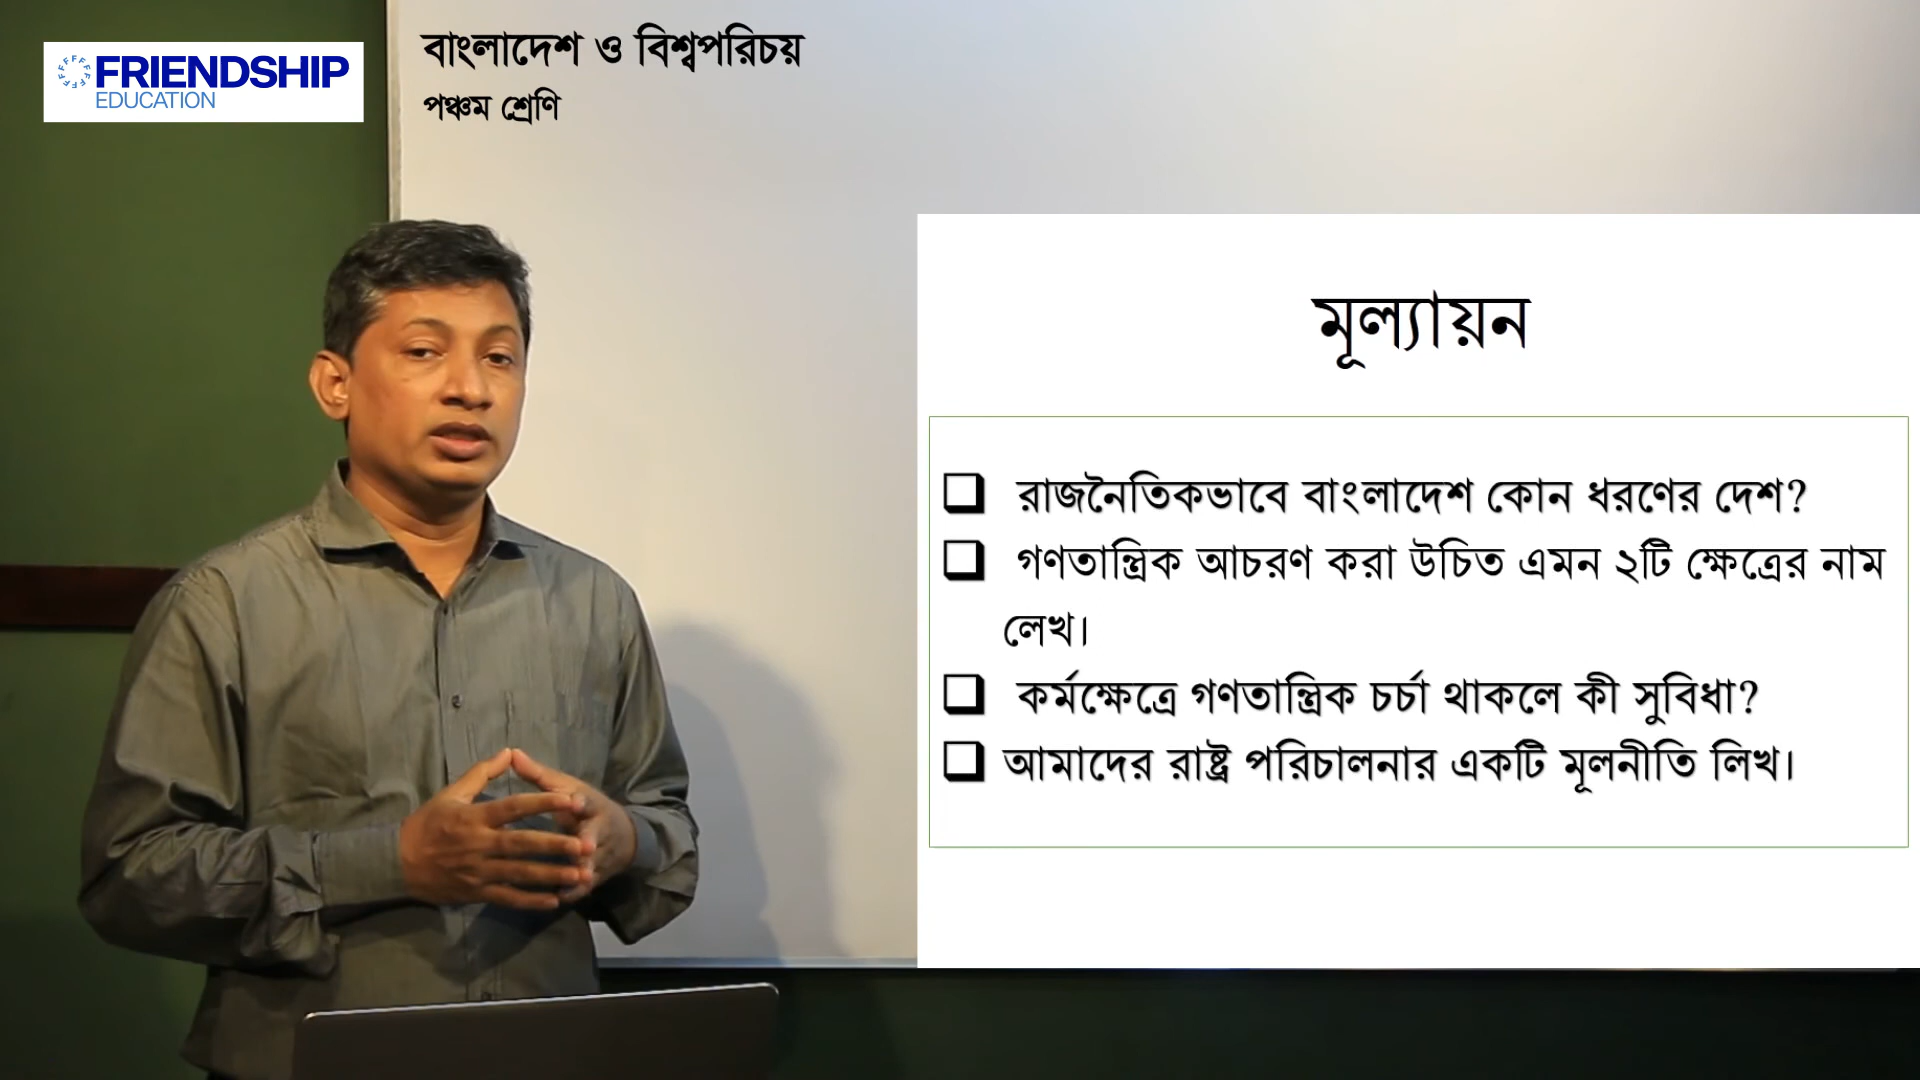 FRIENDSHIP
EDUCATION
বাংলাদেশ ও বিশ্বপরিচয়
পঞ্চম শ্রেণি
মূল্যায়ন
রাজনৈতিকভাবে বাংলাদেশ কোন ধরণের দেশ?
গণতান্ত্রিক আচরণ করা উচিত এমন ২টি ক্ষেত্রের নাম
লেখ।
কর্মক্ষেত্রে গণতান্ত্রিক চর্চা থাকলে কী সুবিধা?
আমাদের রাষ্ট্র পরিচালনার একটি মূলনীতি লিখ।